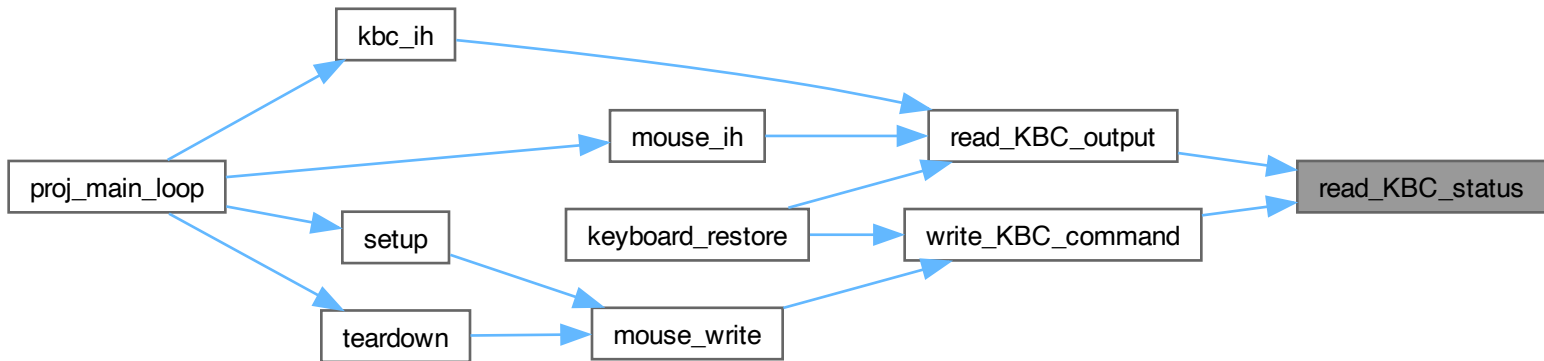 kbc_ih
mouse_ih
read_KBC_output
proj_main_loop
read_KBC_status
setup
keyboard_restore
write_KBC_command
teardown
mouse_write